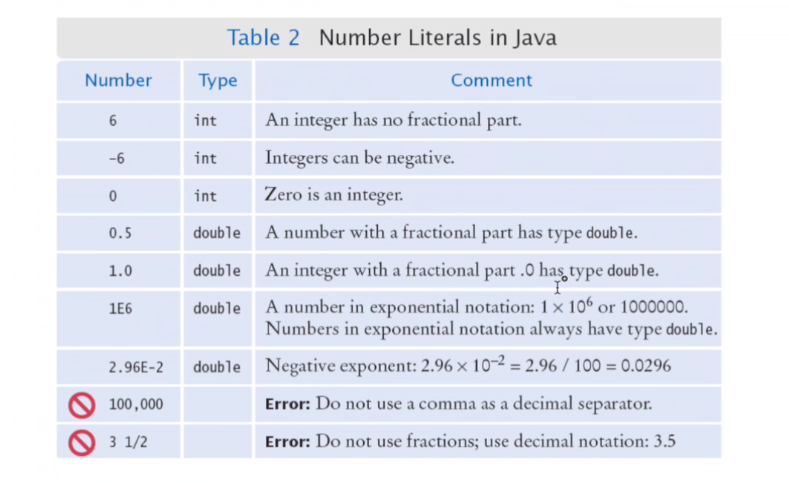 Table 2 Number Literals in Java
Number Type Comment
6 int An integer has no fractional part.
-6 int Integers can be negative.
0 int Zero is an integer.
0.5 double A number with a fractional part has type double.
1.0 double An integer with a fractional part .0 has type double.
1E6 double A number in exponential notation: 1 × 10⁶ or 1000000.
Numbers in exponential notation always have type double.
2.96E-2 double Negative exponent: 2.96 × 10⁻² = 2.96 / 100 = 0.0296
100,000 Error: Do not use a comma as a decimal separator.
3 1/2 Error: Do not use fractions; use decimal notation: 3.5